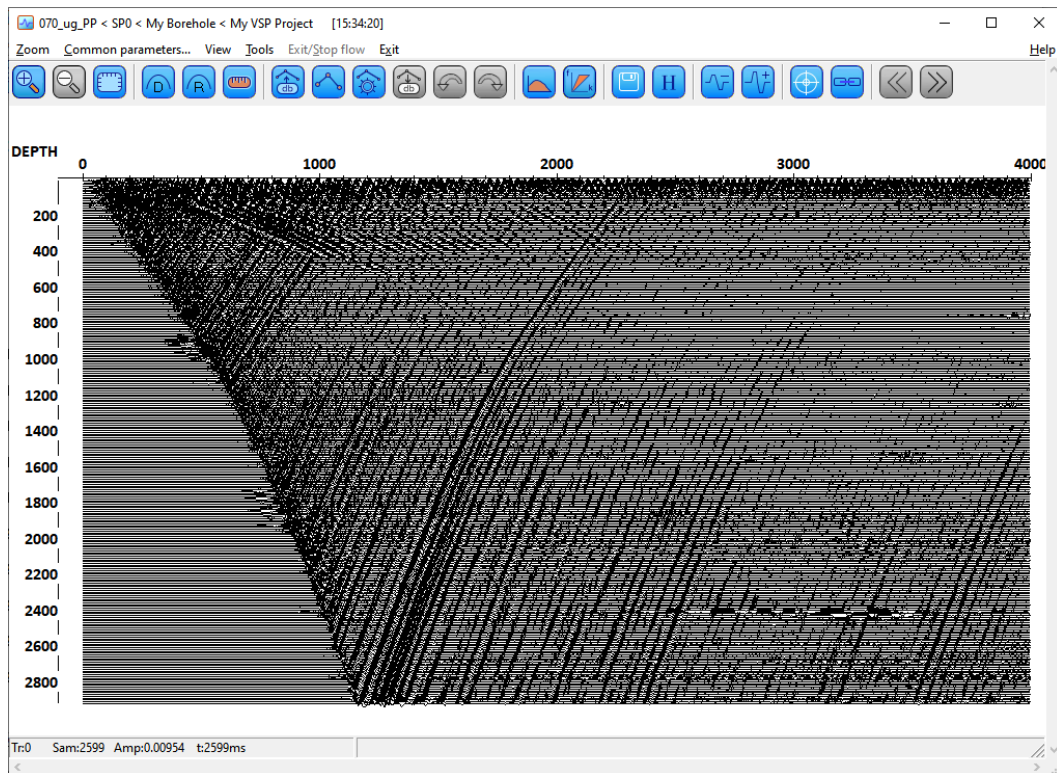 070_ug_PP < SP0 < My Borehole < My VSP Project [15:34:20]
Zoom Common parameters... View Tools Exit/Stop flow Exit Help
D R db db f k H
DEPTH
0 1000 2000 3000 4000
200
400
600
800
1000
1200
1400
1600
1800
2000
2200
2400
2600
2800
Tr:0 Sam:2599 Amp:0.00954 t:2599ms